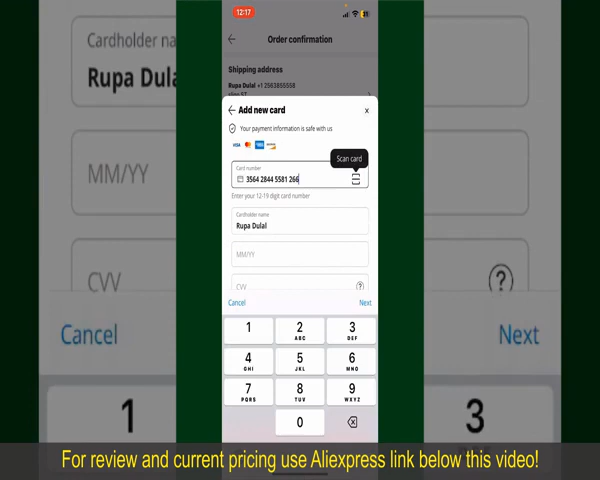 12:17
31
Order confirmation
Shipping address
Rupa Dulal +1 2563855558
Add new card
x
Your payment information is safe with us
VISA
Scan card
Card number
3564 2844 5581 266
Enter your 12-19 digit card number
Cardholder name
Rupa Dulal
MM/YY
CVV
?
Cancel
Next
1
2
ABC
3
DEF
4
GHI
5
JKL
6
MNO
7
PQRS
8
TUV
9
WXYZ
0
Cardholder name
Rupa Dula
MM/YY
CVV
?
Cancel
Next
1
3
For review and current pricing use Aliexpress link below this video!